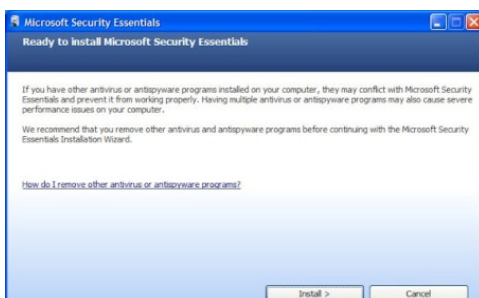 Microsoft Security Essentials
Ready to install Microsoft Security Essentials
If you have other antivirus or antispyware programs installed on your computer, they may conflict with Microsoft Security
Essentials and prevent it from working properly. Having multiple antivirus or antispyware programs may also cause severe
performance issues on your computer.
We recommend that you remove other antivirus and antispyware programs before continuing with the Microsoft Security
Essentials Installation Wizard.
How do I remove other antivirus or antispyware programs?
Install >
Cancel